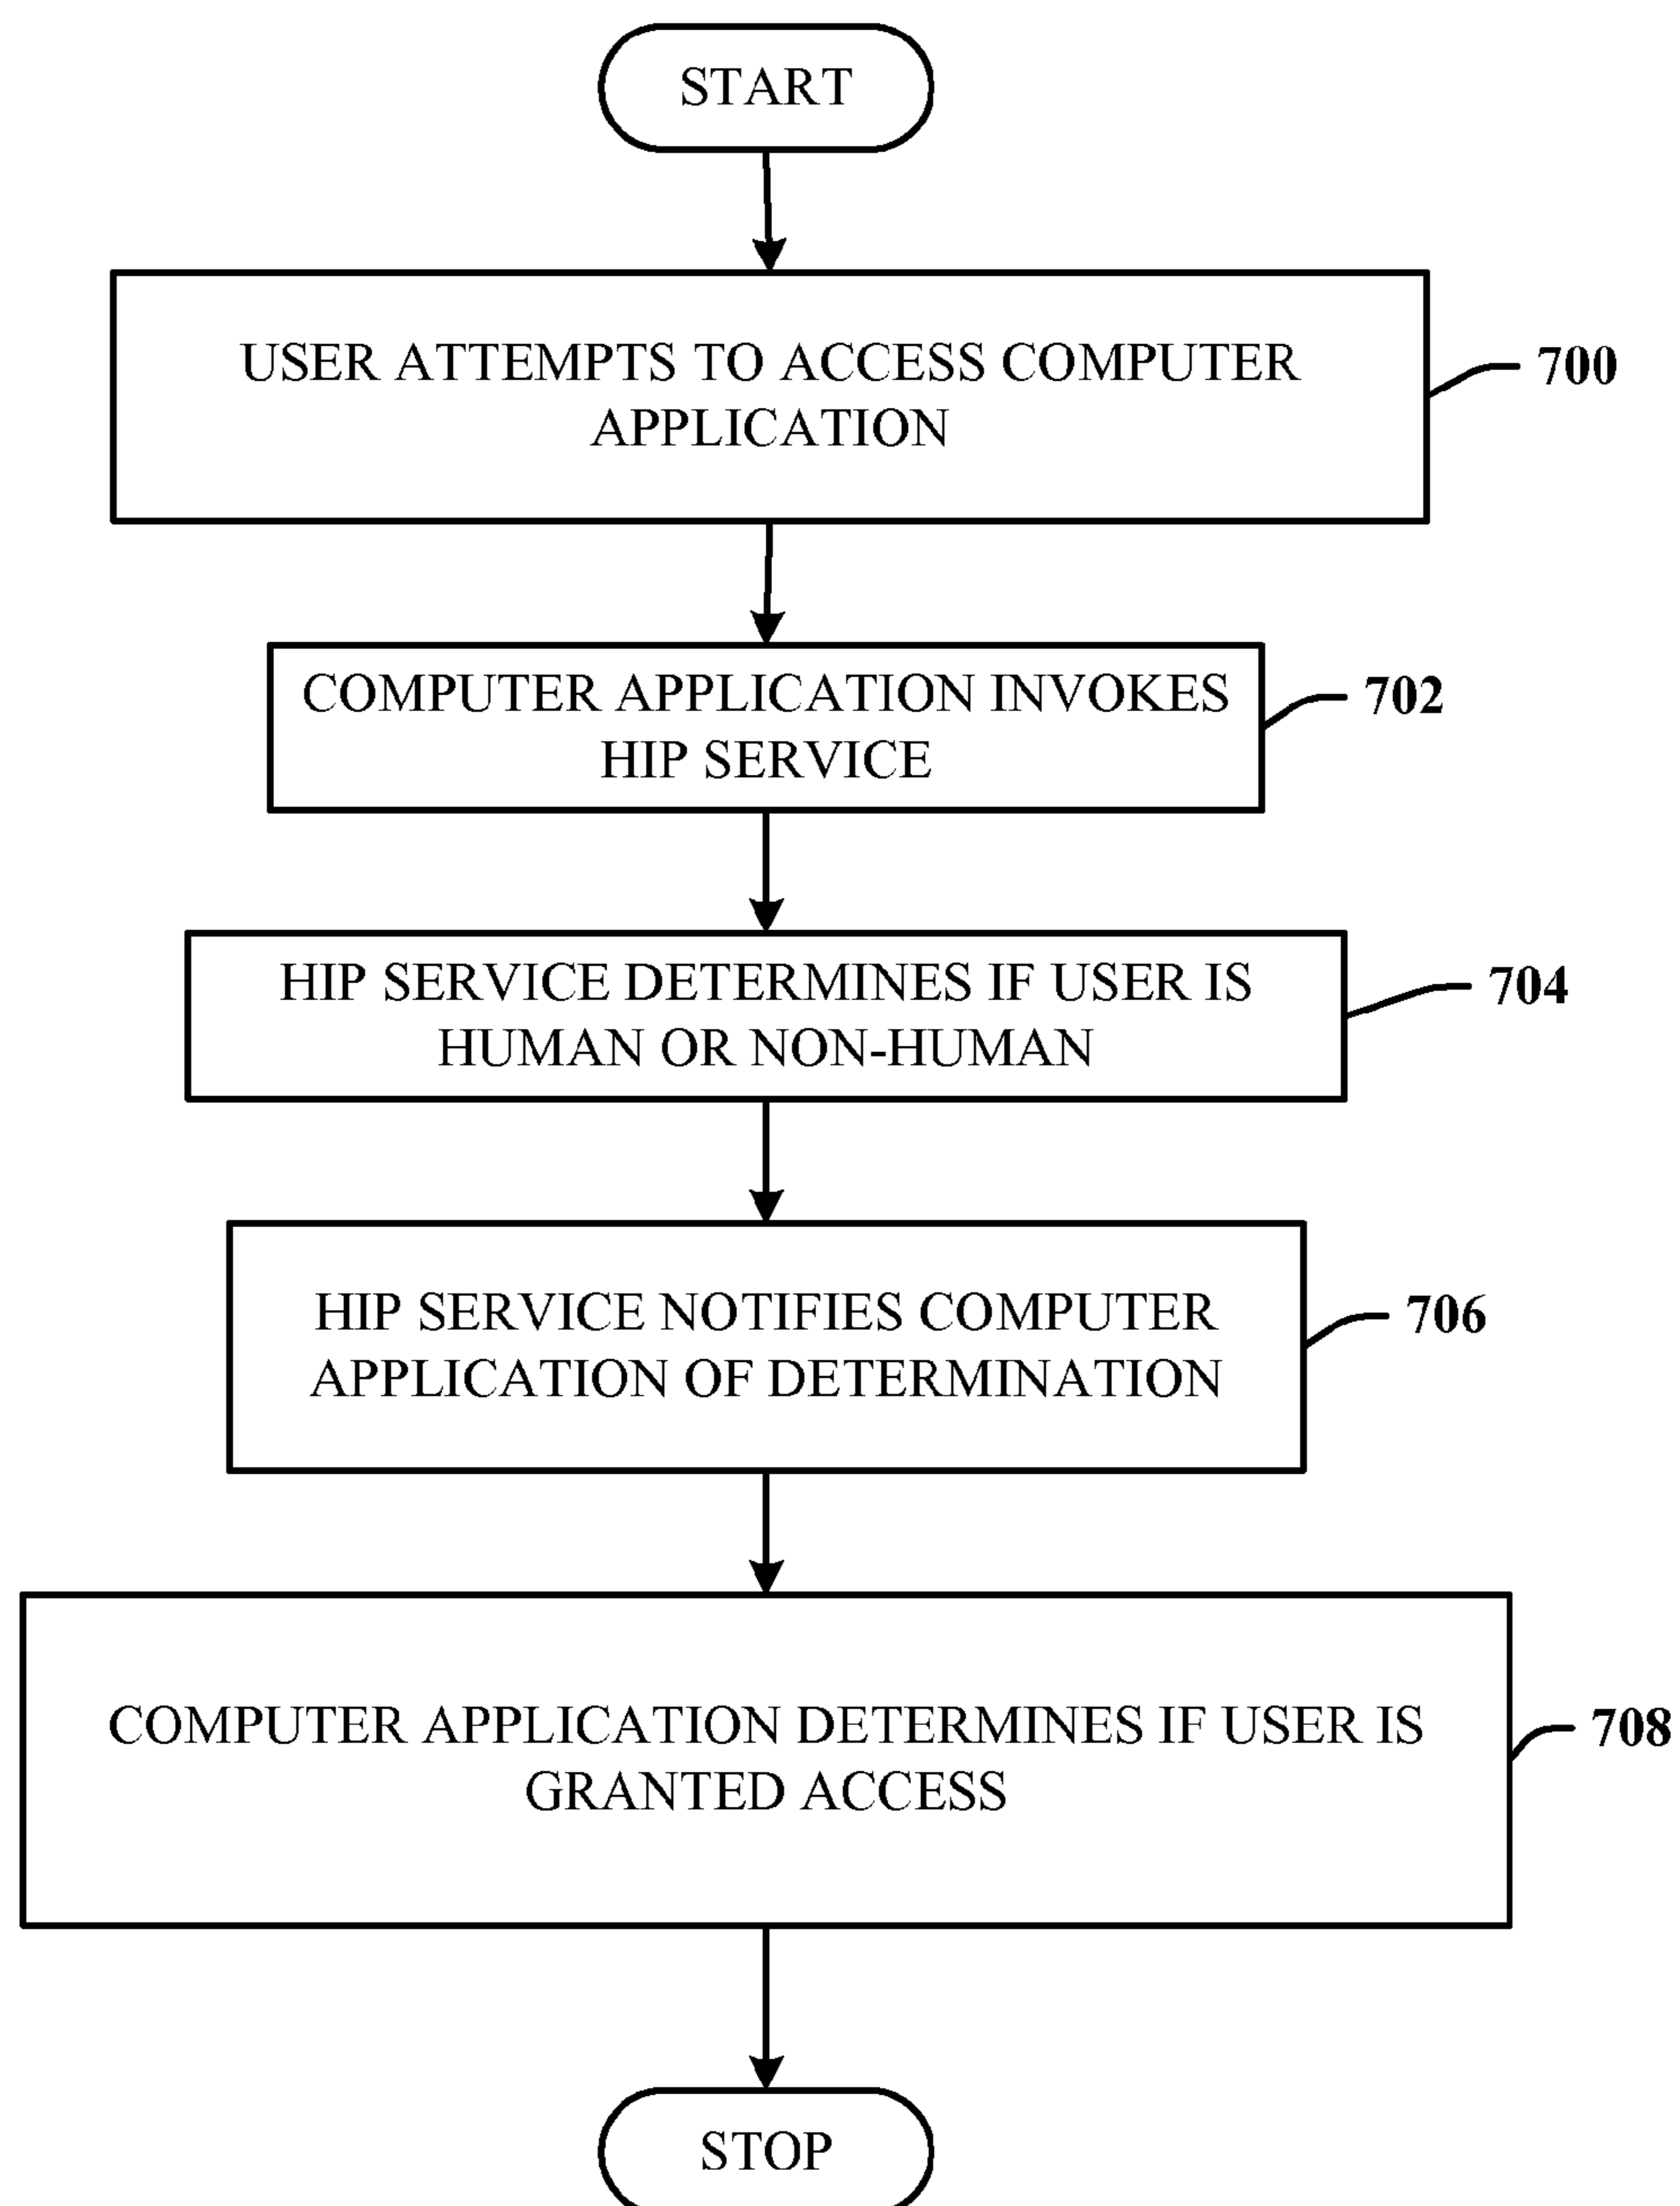 START
USER ATTEMPTS TO ACCESS COMPUTER
APPLICATION
700
COMPUTER APPLICATION INVOKES
HIP SERVICE
702
HIP SERVICE DETERMINES IF USER IS
HUMAN OR NON-HUMAN
704
HIP SERVICE NOTIFIES COMPUTER
APPLICATION OF DETERMINATION
706
COMPUTER APPLICATION DETERMINES IF USER IS
GRANTED ACCESS
708
STOP